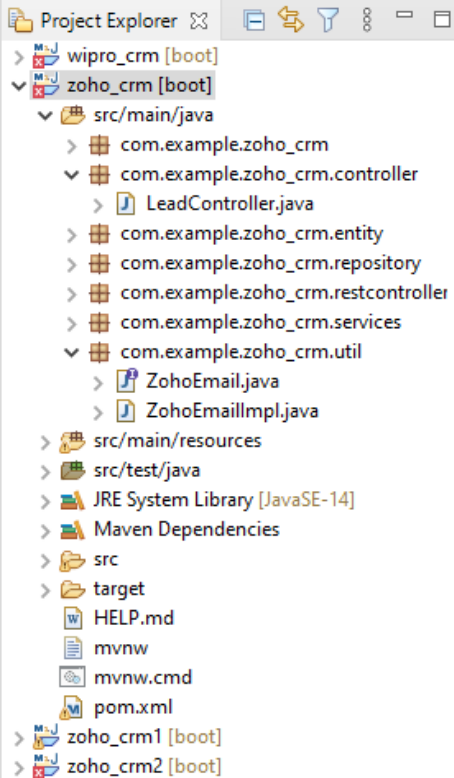 Project Explorer
wipro_crm [boot]
zoho_crm [boot]
src/main/java
com.example.zoho_crm
com.example.zoho_crm.controller
LeadController.java
com.example.zoho_crm.entity
com.example.zoho_crm.repository
com.example.zoho_crm.restcontroller
com.example.zoho_crm.services
com.example.zoho_crm.util
ZohoEmail.java
ZohoEmailImpl.java
src/main/resources
src/test/java
JRE System Library [JavaSE-14]
Maven Dependencies
src
target
HELP.md
mvnw
mvnw.cmd
pom.xml
zoho_crm1 [boot]
zoho_crm2 [boot]